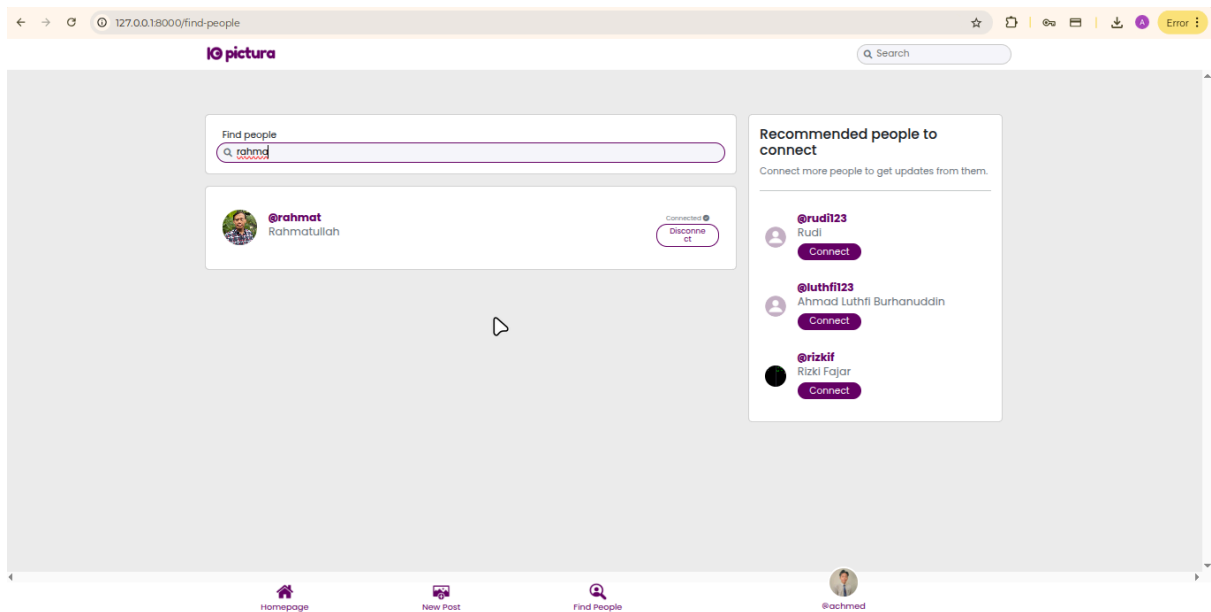 127.0.0.1:8000/find-people
A
Error
pictura
Search
Find people
rahma
@rahmat
Rahmatullah
Connected
Disconne
ct
Recommended people to
connect
Connect more people to get updates from them.
@rudi123
Rudi
Connect
@luthfi123
Ahmad Luthfi Burhanuddin
Connect
@rizkif
Rizki Fajar
Connect
Homepage
New Post
Find People
@achmed